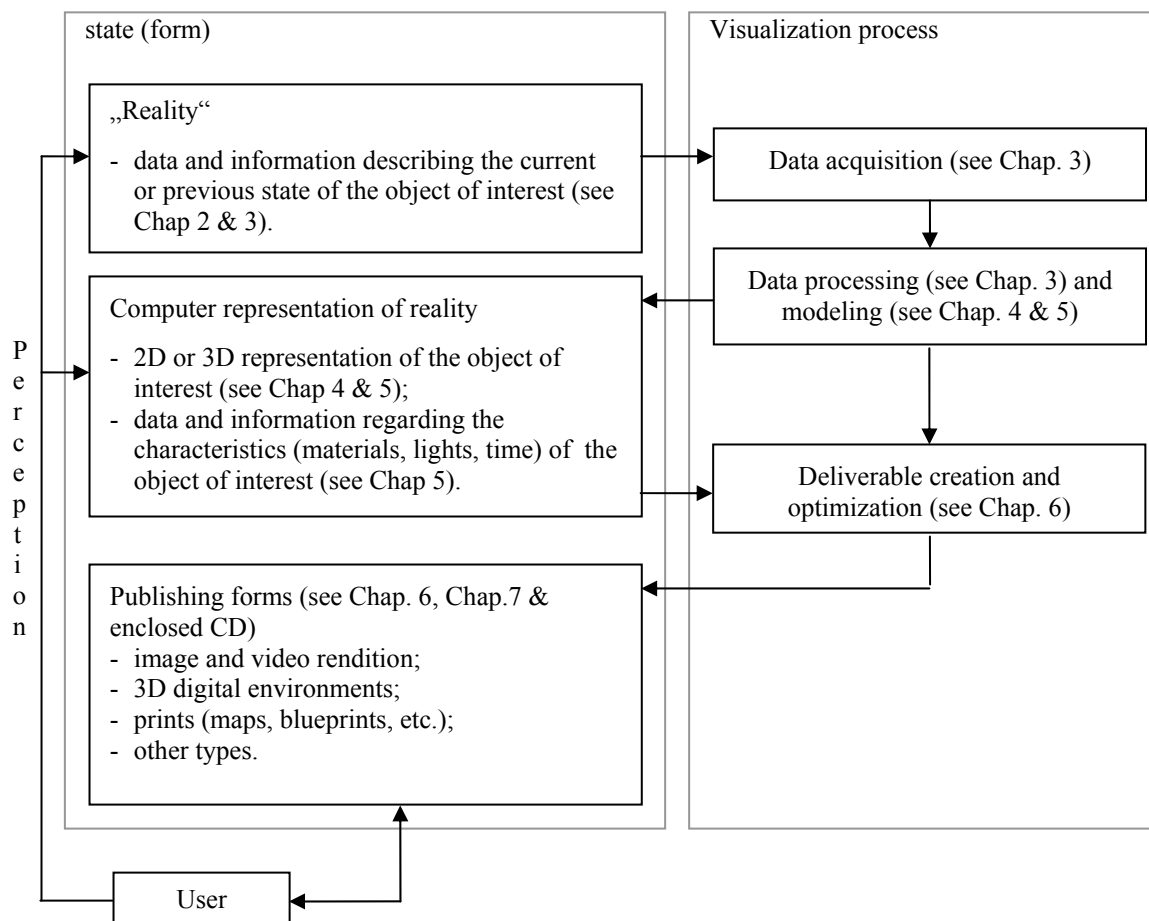 state (form)
„Reality“
- data and information describing the current
or previous state of the object of interest (see
Chap 2 & 3).
Computer representation of reality
- 2D or 3D representation of the object of
interest (see Chap 4 & 5);
- data and information regarding the
characteristics (materials, lights, time) of the
object of interest (see Chap 5).
Publishing forms (see Chap. 6, Chap.7 &
enclosed CD)
- image and video rendition;
- 3D digital environments;
- prints (maps, blueprints, etc.);
- other types.
Visualization process
Data acquisition (see Chap. 3)
Data processing (see Chap. 3) and
modeling (see Chap. 4 & 5)
Deliverable creation and
optimization (see Chap. 6)
Perception
User